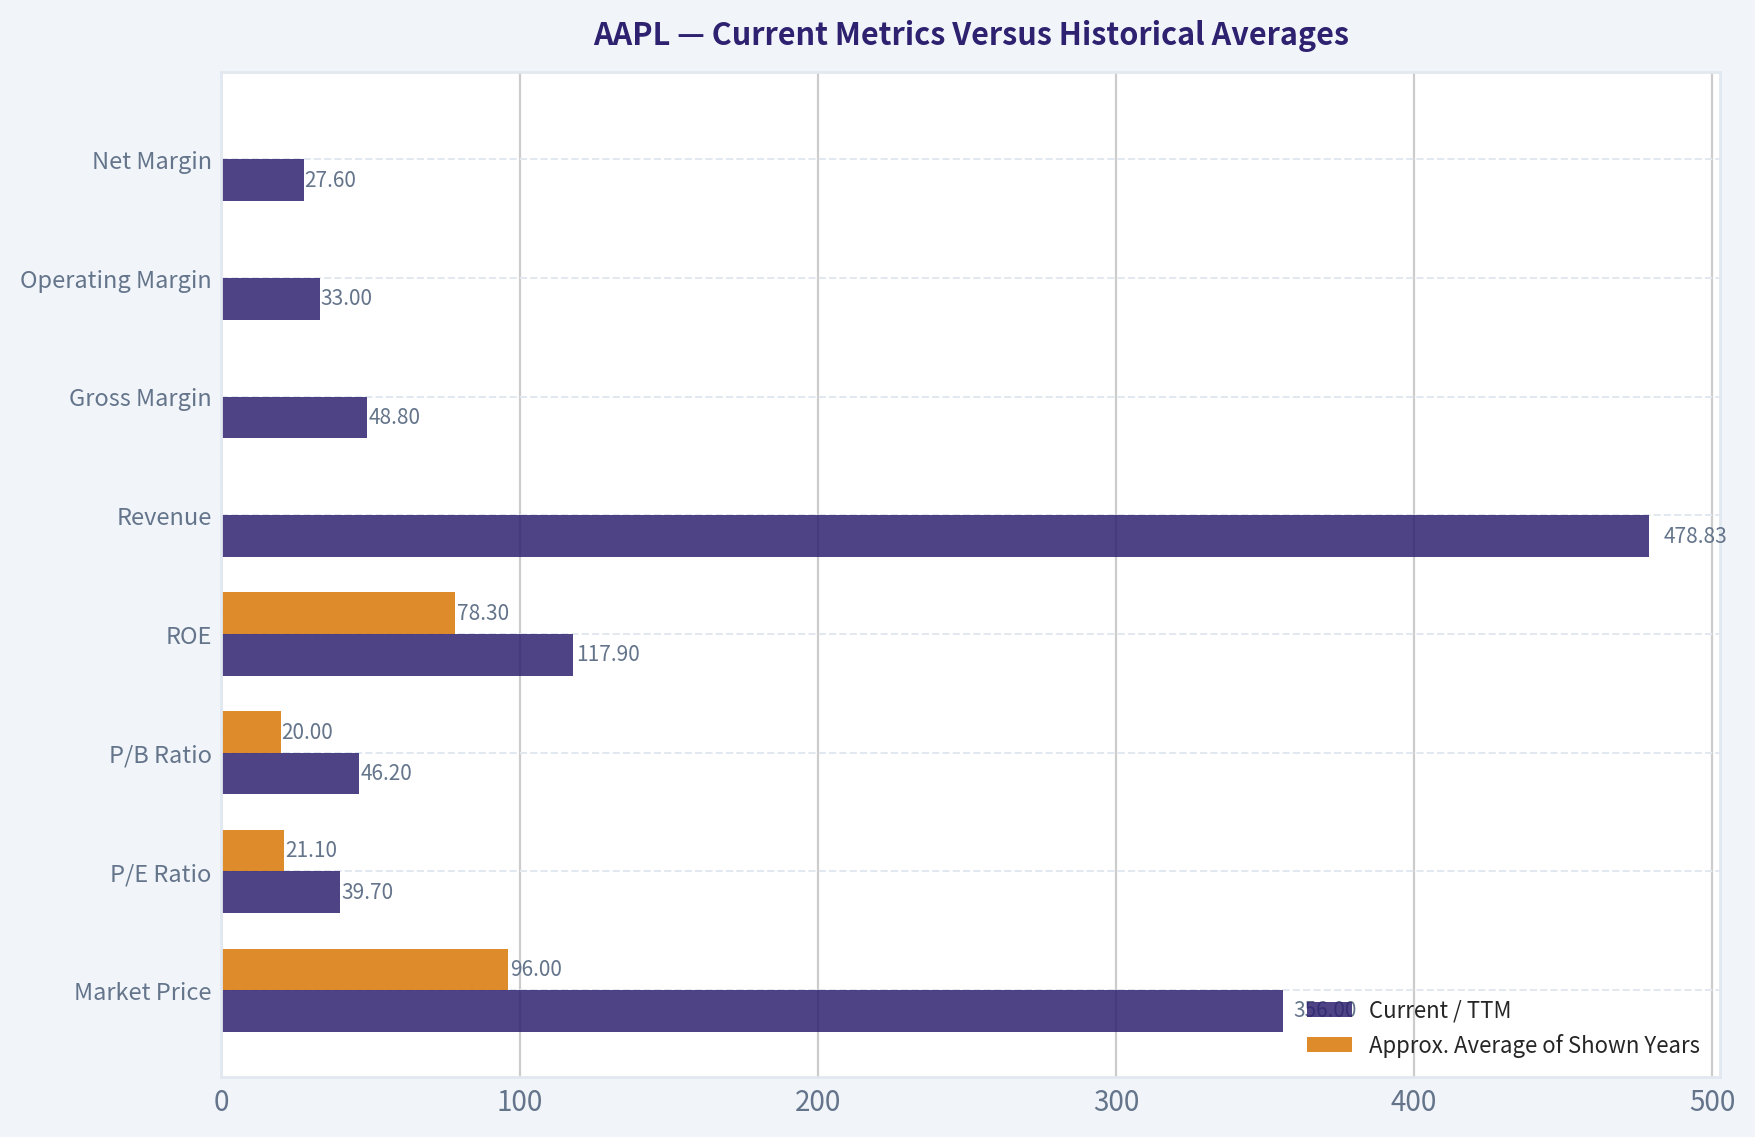 AAPL — Current Metrics Versus Historical Averages
Net Margin
27.60
Operating Margin
33.00
Gross Margin
48.80
Revenue
478.83
78.30
ROE
117.90
20.00
P/B Ratio
46.20
21.10
P/E Ratio
39.70
96.00
Market Price
356.00
Current / TTM
Approx. Average of Shown Years
0 100 200 300 400 500